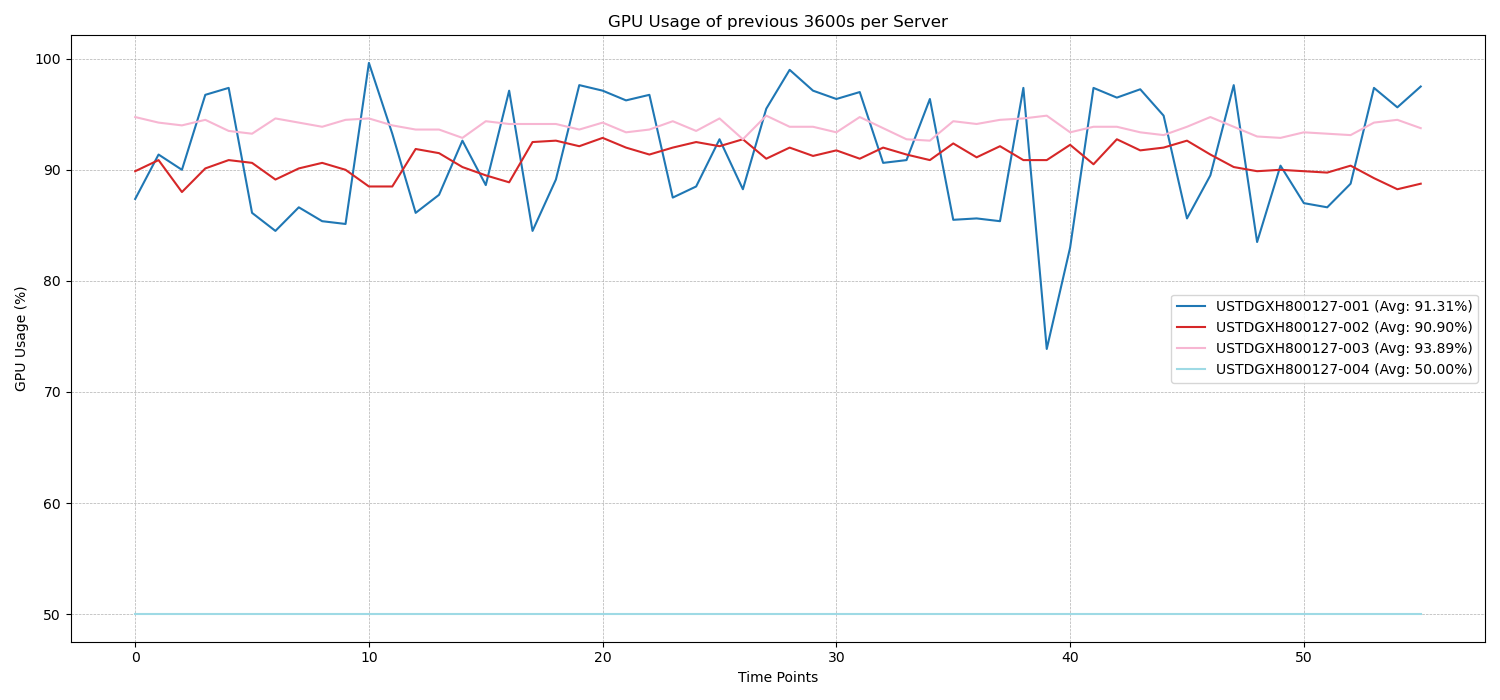 GPU Usage of previous 3600s per Server
GPU Usage (%)
100
90
80
70
60
50
USTDGXH800127-001 (Avg: 91.31%)
USTDGXH800127-002 (Avg: 90.90%)
USTDGXH800127-003 (Avg: 93.89%)
USTDGXH800127-004 (Avg: 50.00%)
0 10 20 30 40 50
Time Points